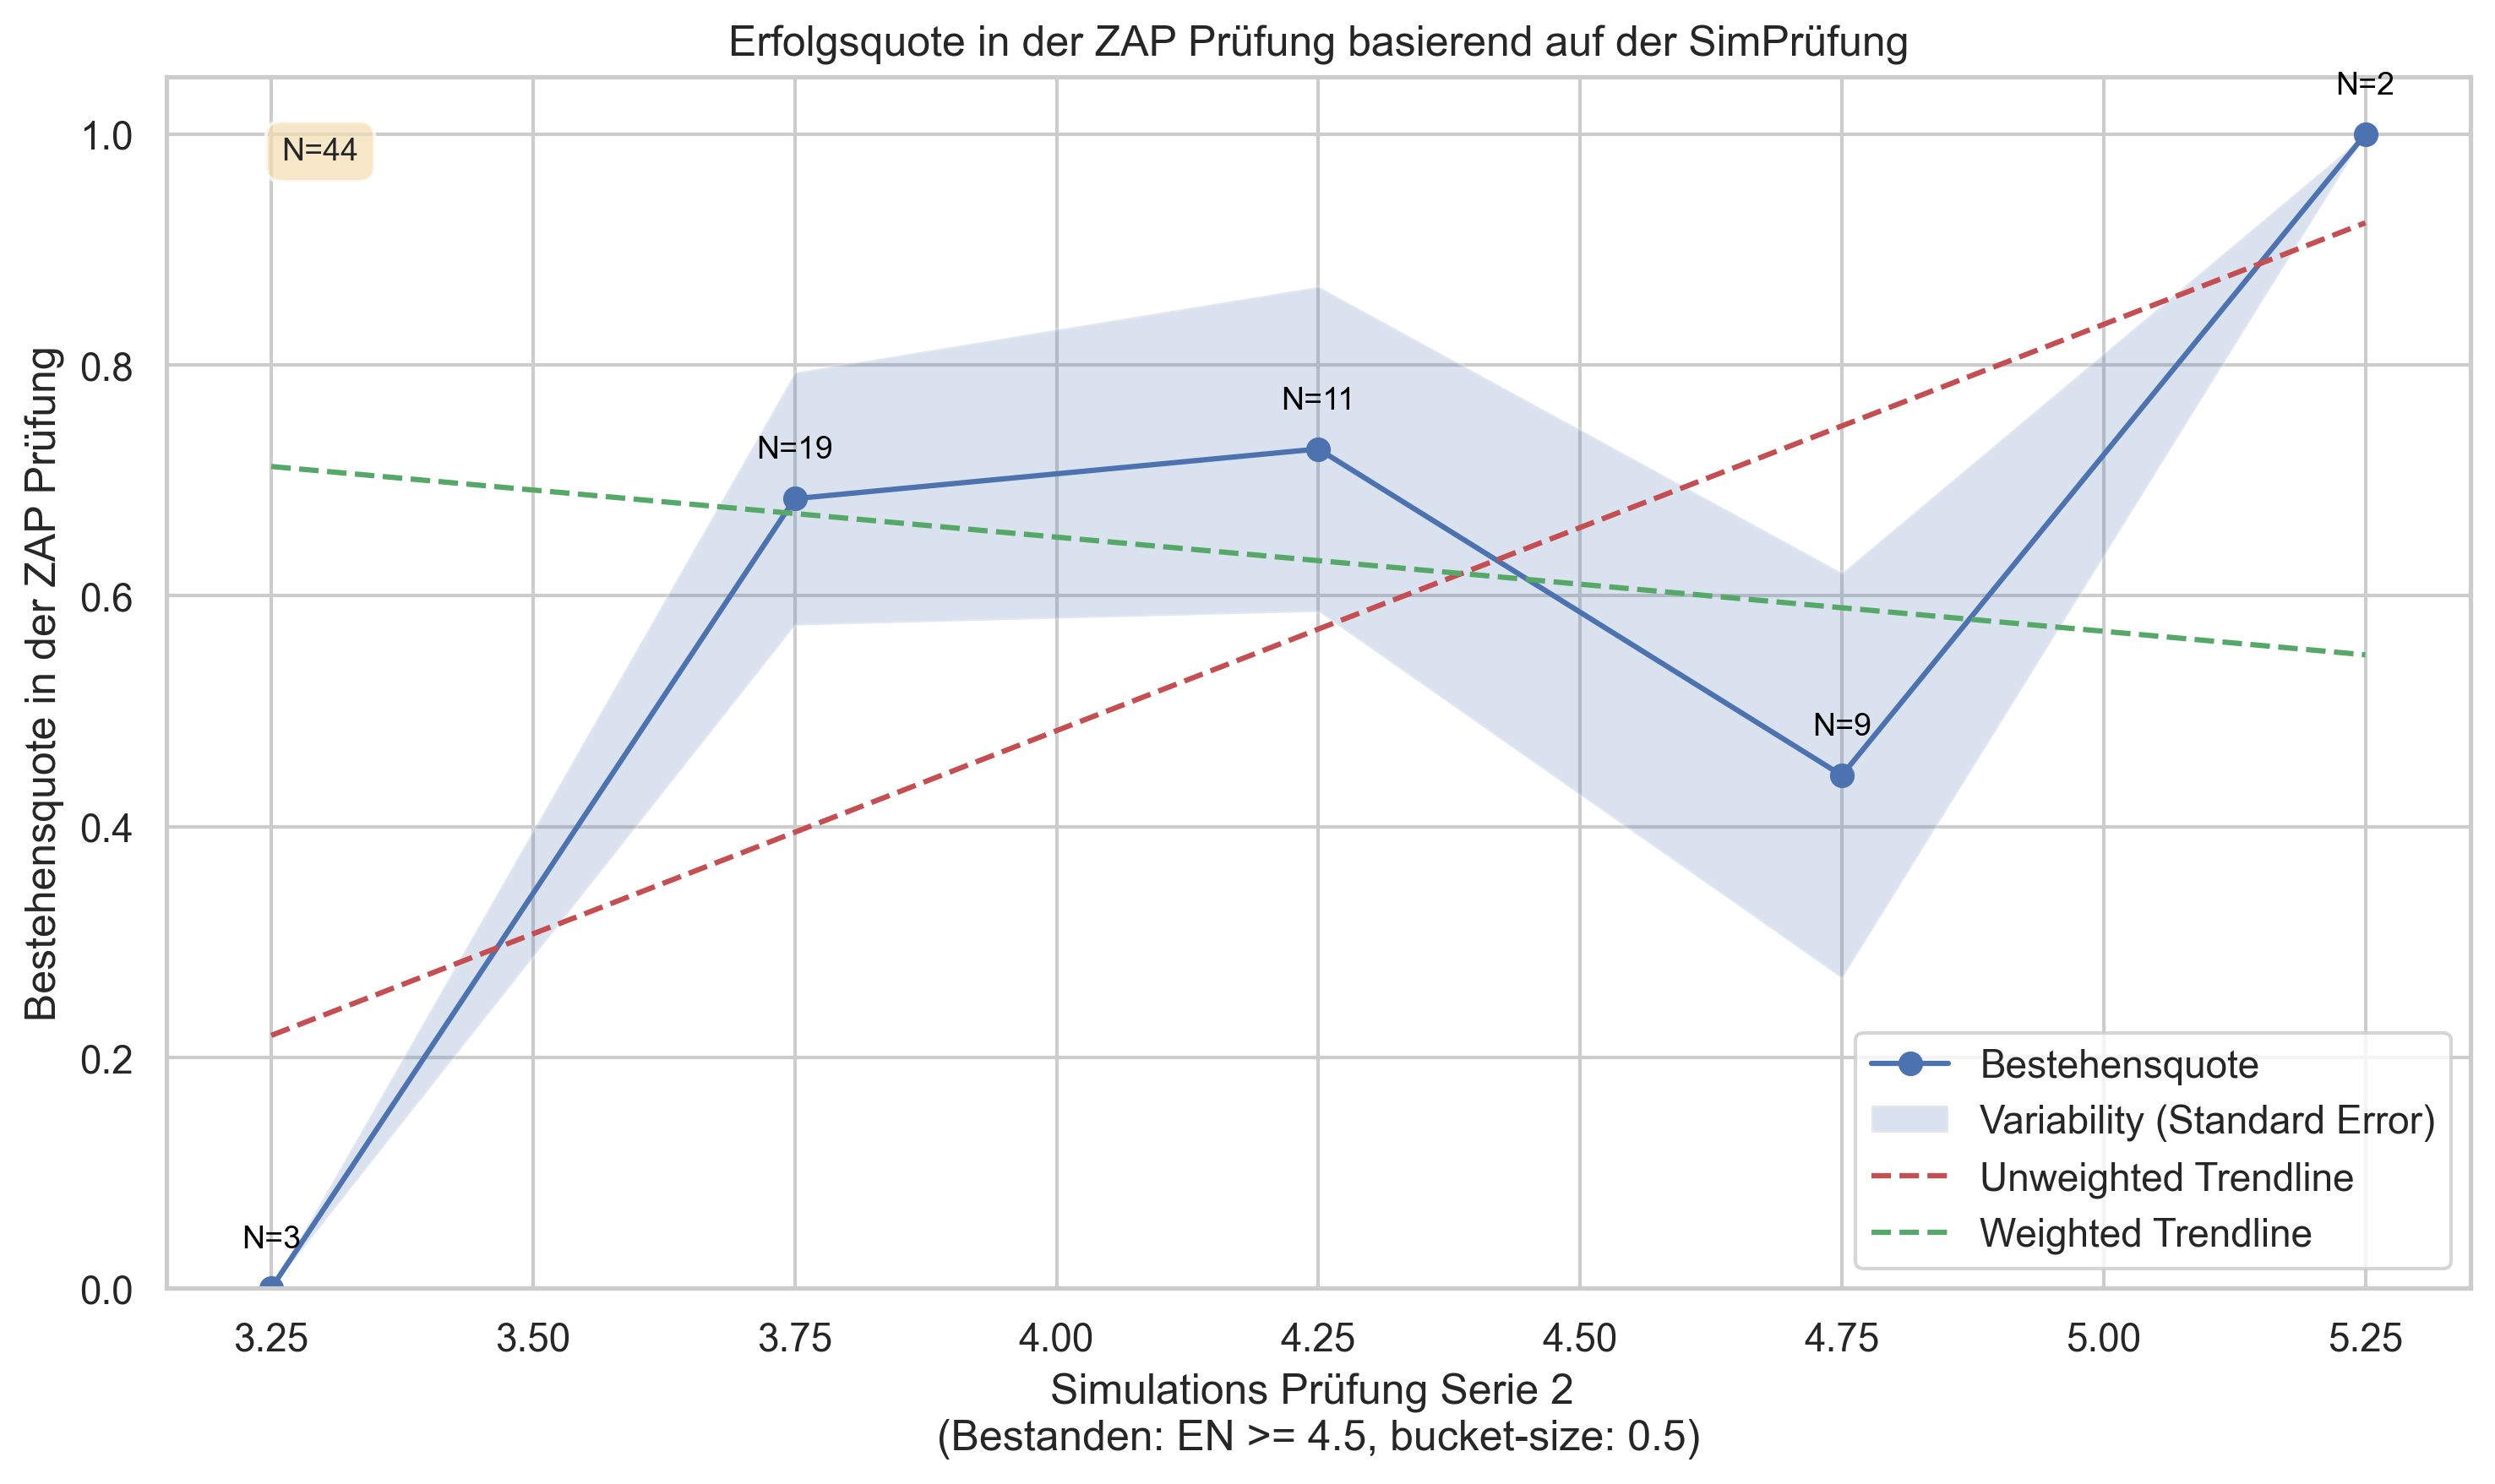 Erfolgsquote in der ZAP Prüfung basierend auf der SimPrüfung
N=2
1.0
N=44
0.8
N=11
N=19
0.6
N=9
0.4
0.2
N=3
0.0
Bestehensquote in der ZAP Prüfung
Bestehensquote
Variability (Standard Error)
Unweighted Trendline
Weighted Trendline
3.25 3.50 3.75 4.00 4.25 4.50 4.75 5.00 5.25
Simulations Prüfung Serie 2
(Bestanden: EN >= 4.5, bucket-size: 0.5)